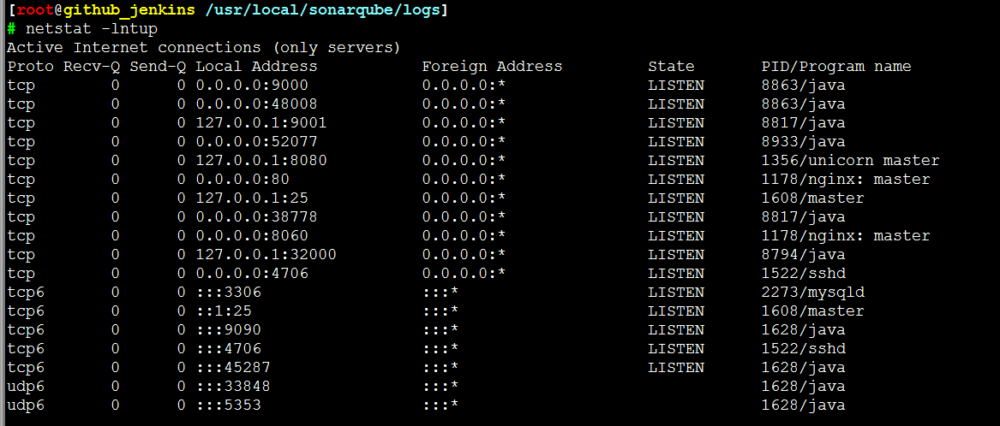 [root@github_jenkins /usr/local/sonarqube/logs]
# netstat -lntup
Active Internet connections (only servers)
Proto Recv-Q Send-Q Local Address           Foreign Address         State       PID/Program name
tcp        0      0 0.0.0.0:9000            0.0.0.0:*               LISTEN      8863/java
tcp        0      0 0.0.0.0:48008           0.0.0.0:*               LISTEN      8863/java
tcp        0      0 127.0.0.1:9001          0.0.0.0:*               LISTEN      8817/java
tcp        0      0 0.0.0.0:52077           0.0.0.0:*               LISTEN      8933/java
tcp        0      0 127.0.0.1:8080          0.0.0.0:*               LISTEN      1356/unicorn master
tcp        0      0 0.0.0.0:80              0.0.0.0:*               LISTEN      1178/nginx: master
tcp        0      0 127.0.0.1:25            0.0.0.0:*               LISTEN      1608/master
tcp        0      0 0.0.0.0:38778           0.0.0.0:*               LISTEN      8817/java
tcp        0      0 0.0.0.0:8060            0.0.0.0:*               LISTEN      1178/nginx: master
tcp        0      0 127.0.0.1:32000         0.0.0.0:*               LISTEN      8794/java
tcp        0      0 0.0.0.0:4706            0.0.0.0:*               LISTEN      1522/sshd
tcp6       0      0 :::3306                 :::*                    LISTEN      2273/mysqld
tcp6       0      0 ::1:25                  :::*                    LISTEN      1608/master
tcp6       0      0 :::9090                 :::*                    LISTEN      1628/java
tcp6       0      0 :::4706                 :::*                    LISTEN      1522/sshd
tcp6       0      0 :::45287                :::*                    LISTEN      1628/java
udp6       0      0 :::33848                :::*                                1628/java
udp6       0      0 :::5353                 :::*                                1628/java